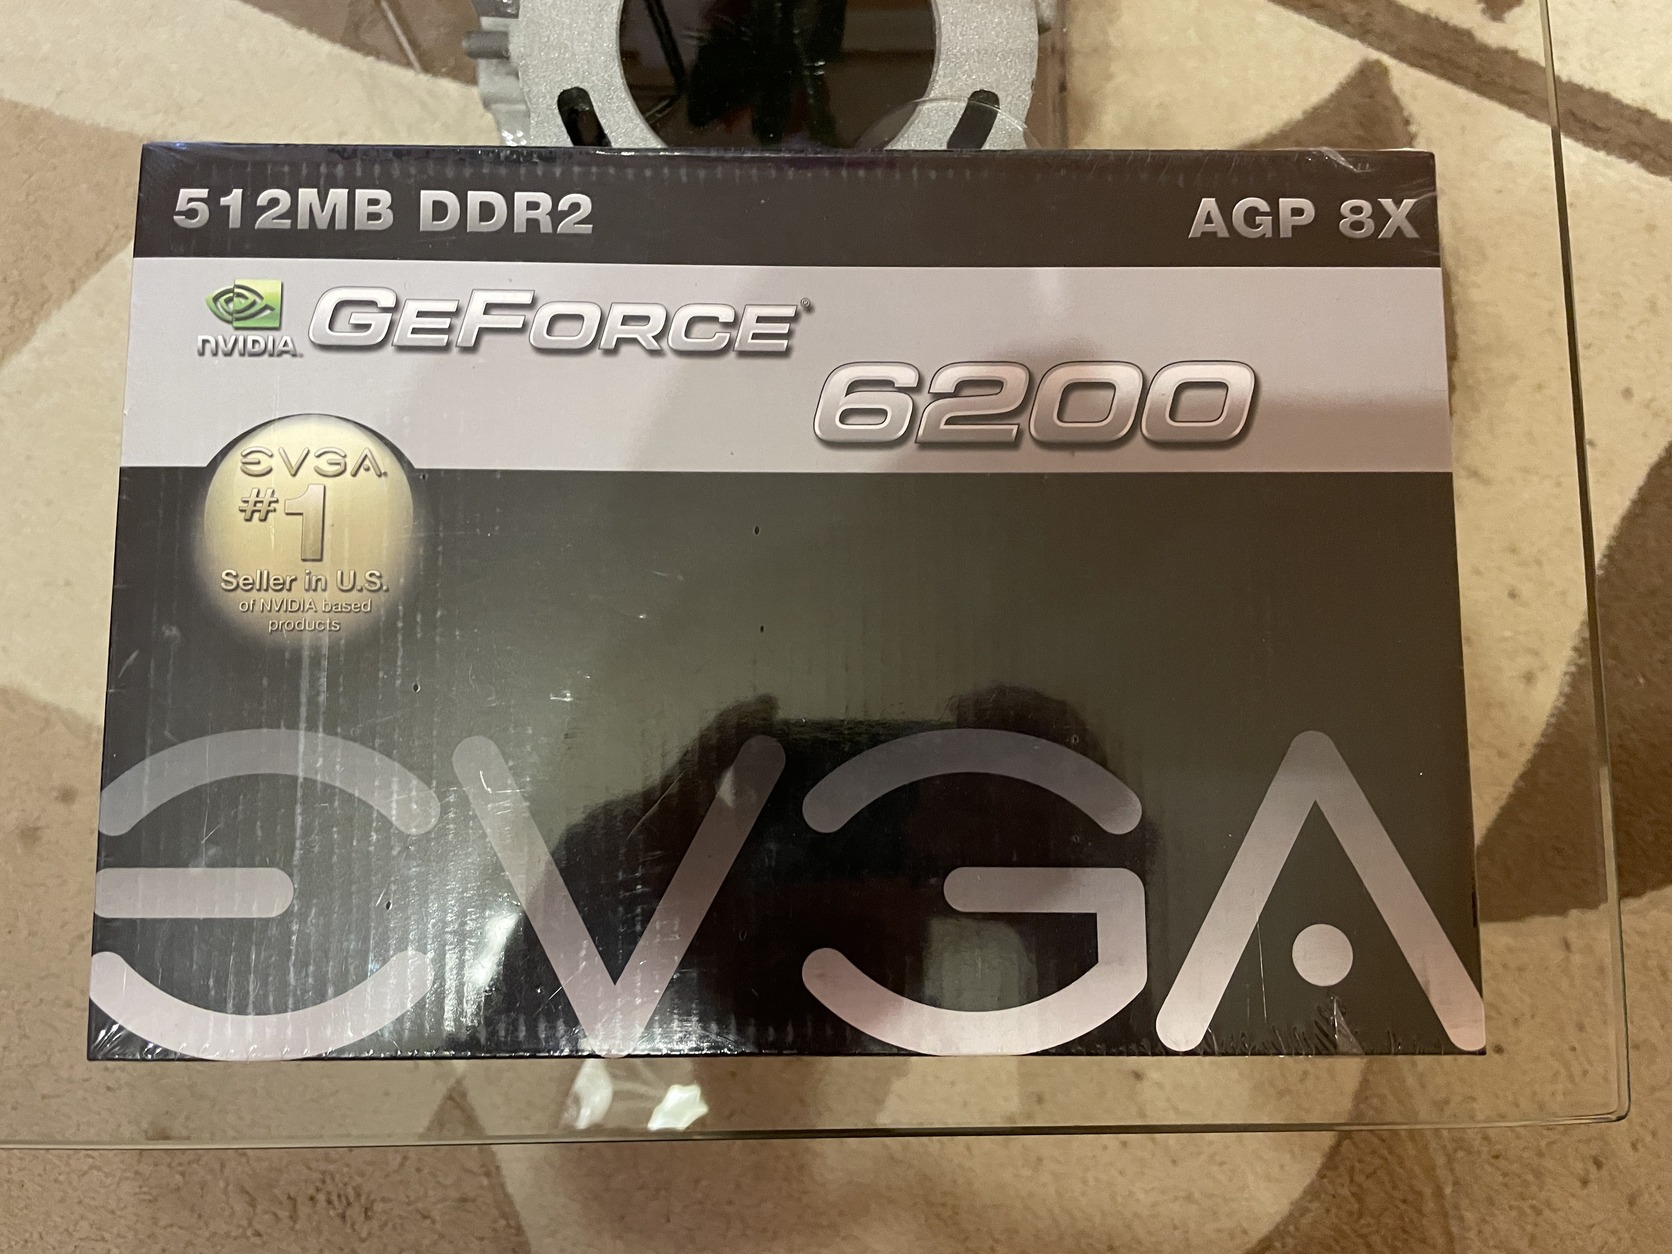 512MB DDR2
AGP 8X
NVIDIA.
GEFORCE®
6200
EVGA.
#1
Seller in U.S.
of NVIDIA based
products
EVGA